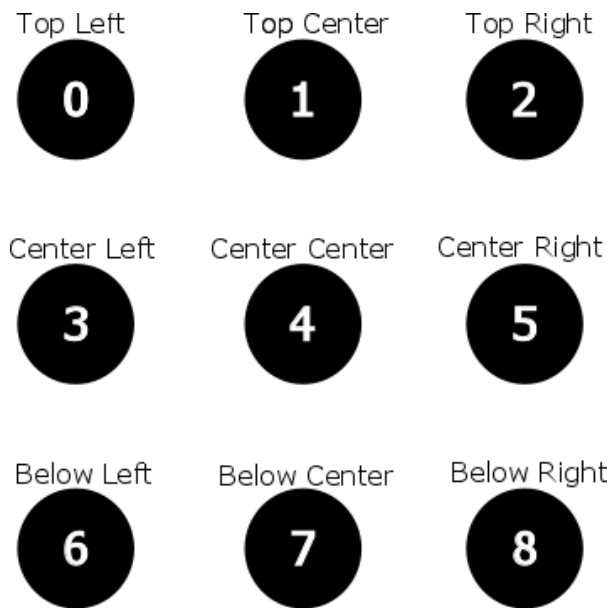 Top Left Top Center Top Right
0 1 2
Center Left Center Center Center Right
3 4 5
Below Left Below Center Below Right
6 7 8